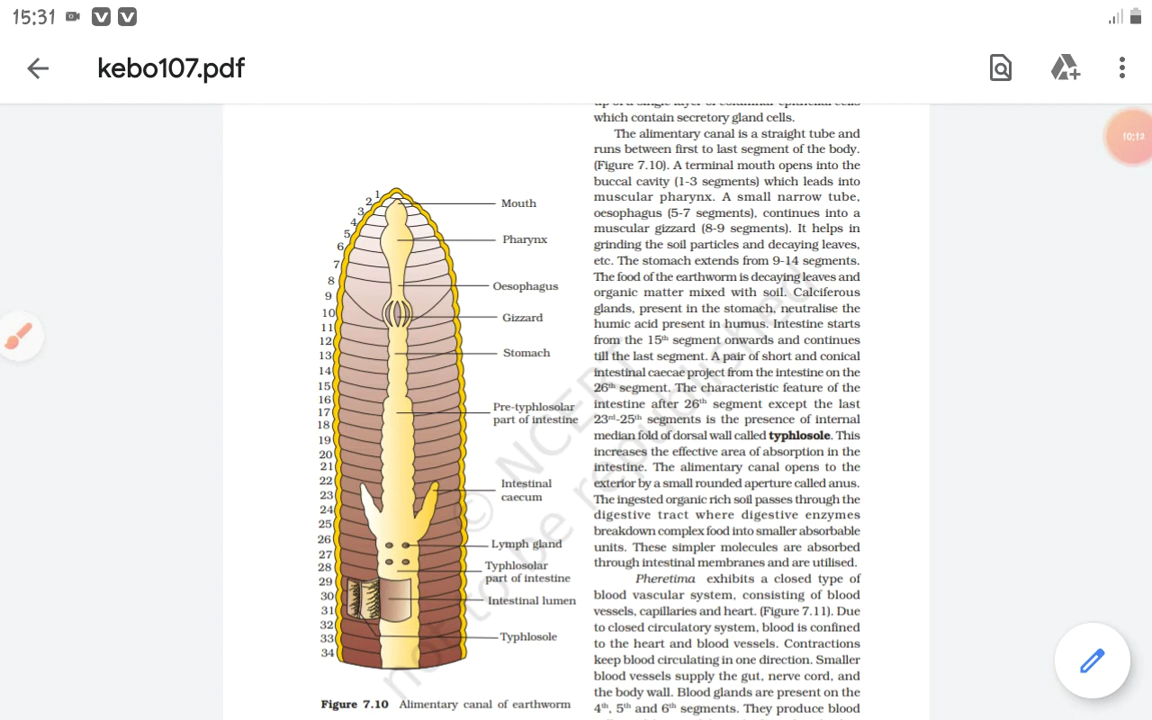 15:31
kebo107.pdf
10:13
which contain secretory gland cells.
The alimentary canal is a straight tube and
runs between first to last segment of the body.
(Figure 7.10). A terminal mouth opens into the
buccal cavity (1-3 segments) which leads into
muscular pharynx. A small narrow tube,
oesophagus (5-7 segments), continues into a
muscular gizzard (8-9 segments). It helps in
grinding the soil particles and decaying leaves,
etc. The stomach extends from 9-14 segments.
The food of the earthworm is decaying leaves and
organic matter mixed with soil. Calciferous
glands, present in the stomach, neutralise the
humic acid present in humus. Intestine starts
from the 15th segment onwards and continues
till the last segment. A pair of short and conical
intestinal caecae project from the intestine on the
26th segment. The characteristic feature of the
intestine after 26th segment except the last
23rd-25th segments is the presence of internal
median fold of dorsal wall called typhlosole. This
increases the effective area of absorption in the
intestine. The alimentary canal opens to the
exterior by a small rounded aperture called anus.
The ingested organic rich soil passes through the
digestive tract where digestive enzymes
breakdown complex food into smaller absorbable
units. These simpler molecules are absorbed
through intestinal membranes and are utilised.
Pheretima exhibits a closed type of
blood vascular system, consisting of blood
vessels, capillaries and heart. (Figure 7.11). Due
to closed circulatory system, blood is confined
to the heart and blood vessels. Contractions
keep blood circulating in one direction. Smaller
blood vessels supply the gut, nerve cord, and
the body wall. Blood glands are present on the
4th, 5th and 6th segments. They produce blood
1
2
3
4
5
6
7
8
9
10
11
12
13
14
15
16
17
18
19
20
21
22
23
24
25
26
27
28
29
30
31
32
33
34
Mouth
Pharynx
Oesophagus
Gizzard
Stomach
Pre-typhlosolar
part of intestine
Intestinal
caecum
Lymph gland
Typhlosolar
part of intestine
Intestinal lumen
Typhlosole
Figure 7.10 Alimentary canal of earthworm
© NCERT
not to be republished